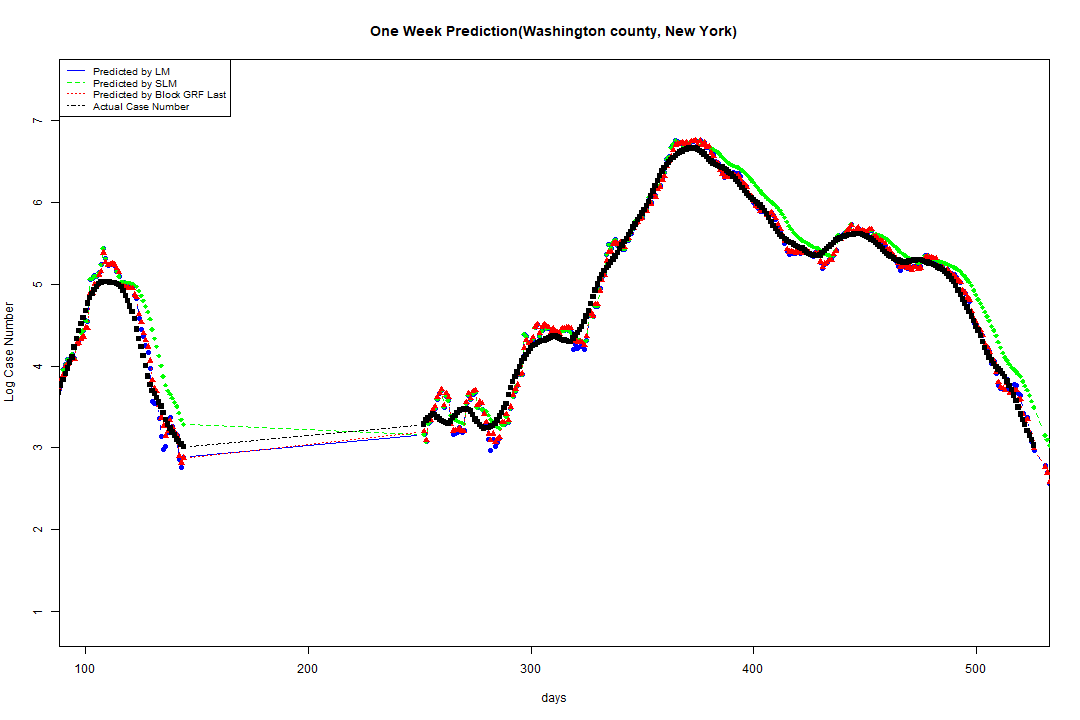 One Week Prediction(Washington county, New York)
Predicted by LM
Predicted by SLM
Predicted by Block GRF Last
Actual Case Number
Log Case Number
7
6
5
4
3
2
1
100 200 300 400 500
days